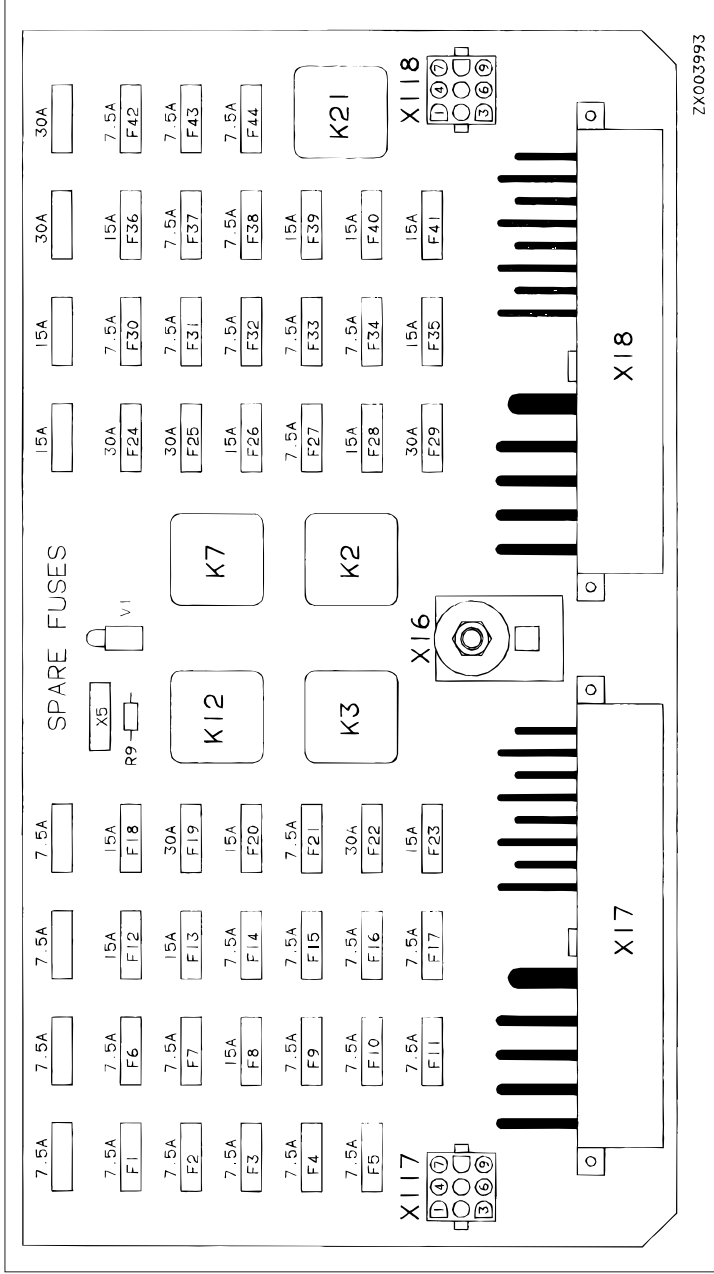 7.5A 7.5A 7.5A 7.5A 15A 15A 30A 30A
SPARE FUSES
7.5A 7.5A 15A 15A 30A 7.5A 15A 7.5A
F1 F6 F12 F18 X5 F24 F30 F36 F42
R9 V1
7.5A 7.5A 15A 30A 30A 7.5A 7.5A 7.5A
F2 F7 F13 F19 F25 F31 F37 F43
K12 K7
7.5A 15A 7.5A 15A 15A 7.5A 7.5A 7.5A
F3 F8 F14 F20 F26 F32 F38 F44
7.5A 7.5A 7.5A 7.5A 7.5A 7.5A 15A
F4 F9 F15 F21 F27 F33 F39
K3 K2 K21
7.5A 7.5A 7.5A 30A 15A 7.5A 15A
F5 F10 F16 F22 F28 F34 F40
7.5A 7.5A 15A 30A 15A 15A
F11 F17 F23 F29 F35 F41
X117 X16 X118
1 4 7 1 4 7
3 6 9 3 6 9
X17 X18
ZX003993